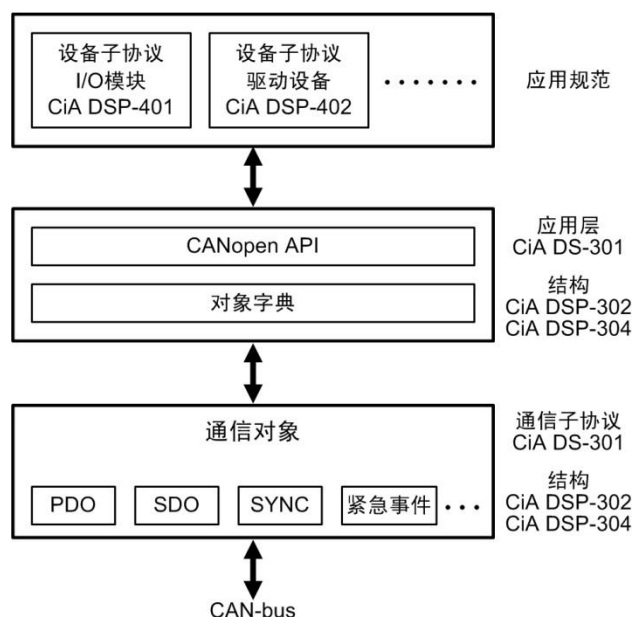 设备子协议
I/O模块
CiA DSP-401
设备子协议
驱动设备
CiA DSP-402
应用规范
CANopen API
对象字典
应用层
CiA DS-301
结构
CiA DSP-302
CiA DSP-304
通信对象
PDO
SDO
SYNC
紧急事件
通信子协议
CiA DS-301
结构
CiA DSP-302
CiA DSP-304
CAN-bus